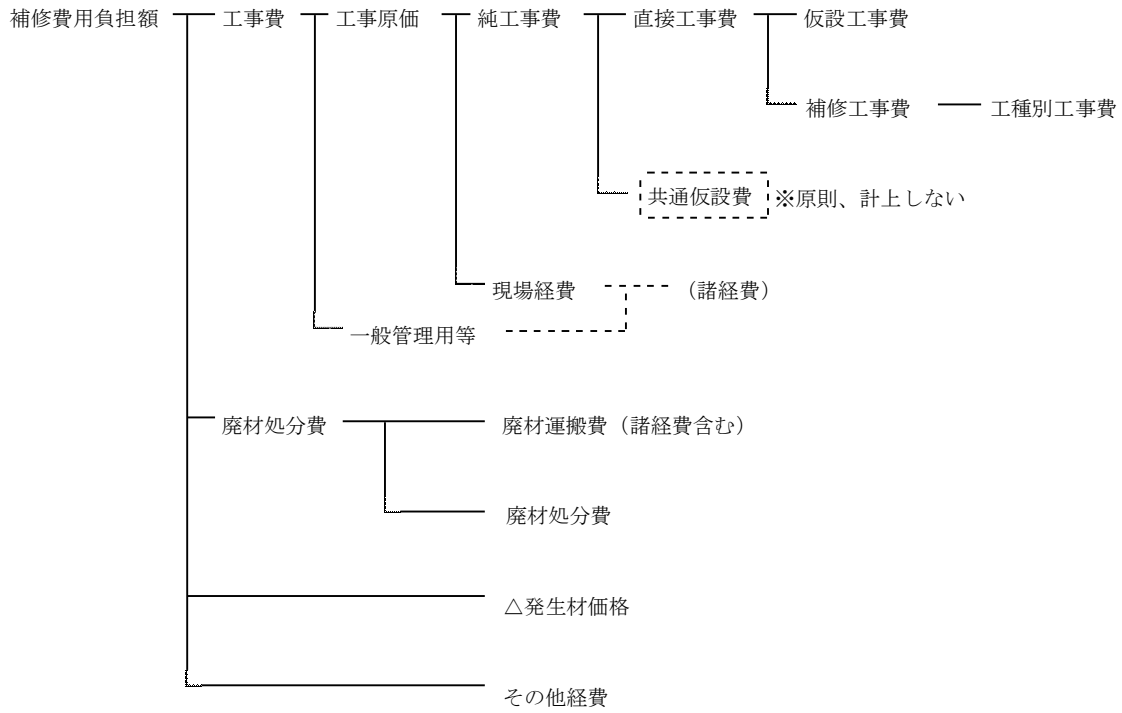 補修費用負担額 工事費 工事原価 純工事費 直接工事費 仮設工事費
補修工事費 工種別工事費
共通仮設費 ※原則、計上しない
現場経費 （諸経費）
一般管理用等
廃材処分費 廃材運搬費（諸経費含む）
廃材処分費
△発生材価格
その他経費